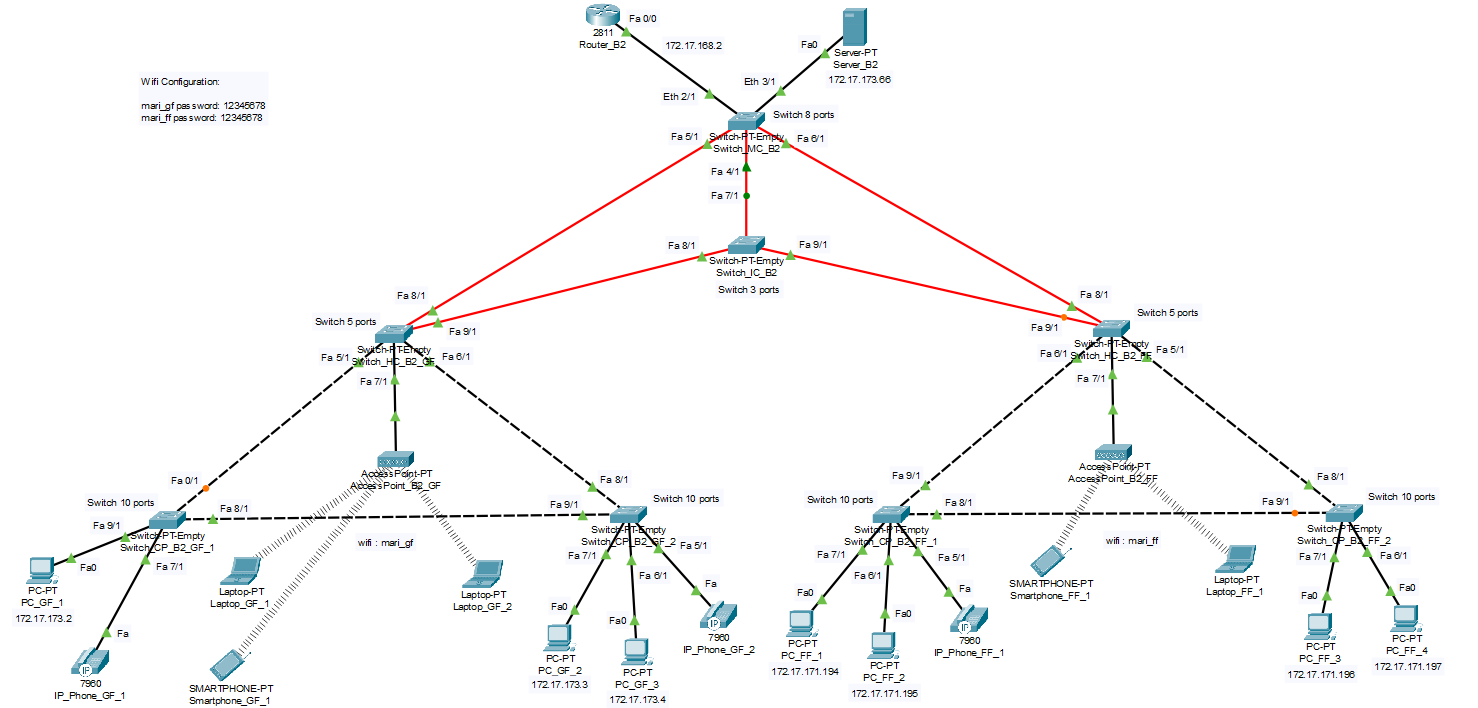 Fa 0/0
2811
Router_B2
172.17.168.2
Fa0
Server-PT
Server_B2
172.17.173.66
Wifi Configuration:
mari_gf password: 12345678
mari_ff password: 12345678
Eth 2/1
Eth 3/1
Switch 8 ports
Fa 5/1
Switch-PT-Empty
Switch_MC_B2
Fa 6/1
Fa 4/1
Fa 7/1
Fa 8/1
Fa 9/1
Switch-PT-Empty
Switch_IC_B2
Switch 3 ports
Fa 8/1
Switch 5 ports
Fa 9/1
Fa 5/1
Switch-PT-Empty
Switch_HC_B2_GF
Fa 6/1
Fa 7/1
Fa 8/1
Switch 5 ports
Fa 9/1
Fa 6/1
Switch-PT-Empty
Switch_HC_B2_FF
Fa 5/1
Fa 7/1
AccessPoint-PT
AccessPoint_B2_GF
AccessPoint-PT
AccessPoint_B2_FF
Fa 0/1
Switch 10 ports
Fa 9/1
Fa 8/1
Switch-PT-Empty
Switch_CP_B2_GF_1
Fa 7/1
Fa0
PC-PT
PC_GF_1
172.17.173.2
Fa
7960
IP_Phone_GF_1
Laptop-PT
Laptop_GF_1
SMARTPHONE-PT
Smartphone_GF_1
wifi : mari_gf
Laptop-PT
Laptop_GF_2
Fa 8/1
Switch 10 ports
Fa 9/1
Switch-PT-Empty
Switch_CP_B2_GF_2
Fa 7/1
Fa 6/1
Fa 5/1
Fa0
PC-PT
PC_GF_2
172.17.173.3
Fa0
PC-PT
PC_GF_3
172.17.173.4
Fa
IP
7960
IP_Phone_GF_2
Fa 9/1
Switch 10 ports
Fa 8/1
Switch-PT-Empty
Switch_CP_B2_FF_1
Fa 7/1
Fa 6/1
Fa 5/1
Fa0
PC-PT
PC_FF_1
172.17.171.194
Fa0
PC-PT
PC_FF_2
172.17.171.195
Fa
IP
7960
IP_Phone_FF_1
wifi : mari_ff
SMARTPHONE-PT
Smartphone_FF_1
Laptop-PT
Laptop_FF_1
Fa 8/1
Switch 10 ports
Fa 9/1
Switch-PT-Empty
Switch_CP_B2_FF_2
Fa 7/1
Fa 6/1
Fa0
PC-PT
PC_FF_3
172.17.171.196
Fa0
PC-PT
PC_FF_4
172.17.171.197